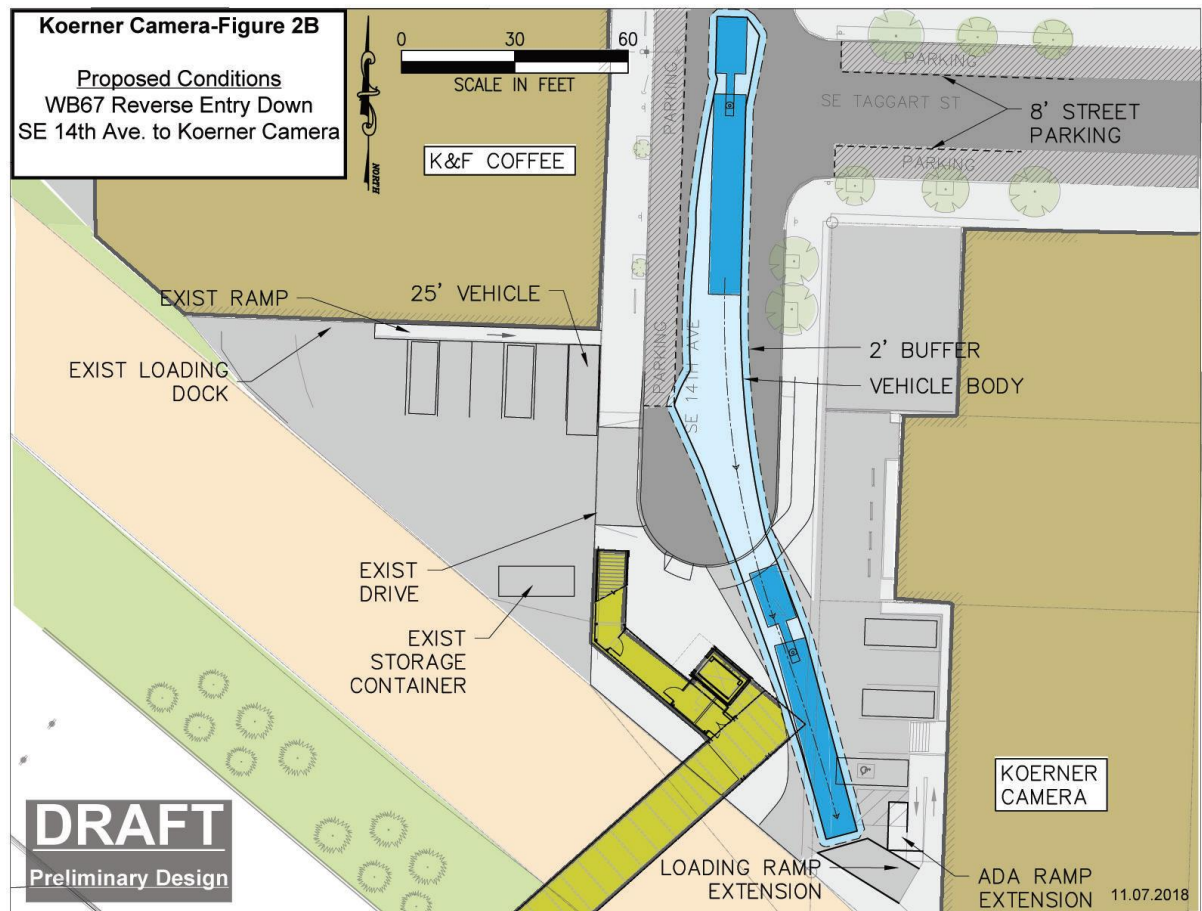 Koerner Camera-Figure 2B
Proposed Conditions
WB67 Reverse Entry Down
SE 14th Ave. to Koerner Camera
NORTH
0 30 60
SCALE IN FEET
K&F COFFEE
PARKING
PARKING
SE TAGGART ST
8' STREET
PARKING
PARKING
EXIST RAMP
25' VEHICLE
EXIST LOADING
DOCK
PARKING
SE 14TH AVE
2' BUFFER
VEHICLE BODY
EXIST
DRIVE
EXIST
STORAGE
CONTAINER
KOERNER
CAMERA
LOADING RAMP
EXTENSION
ADA RAMP
EXTENSION
11.07.2018
DRAFT
Preliminary Design